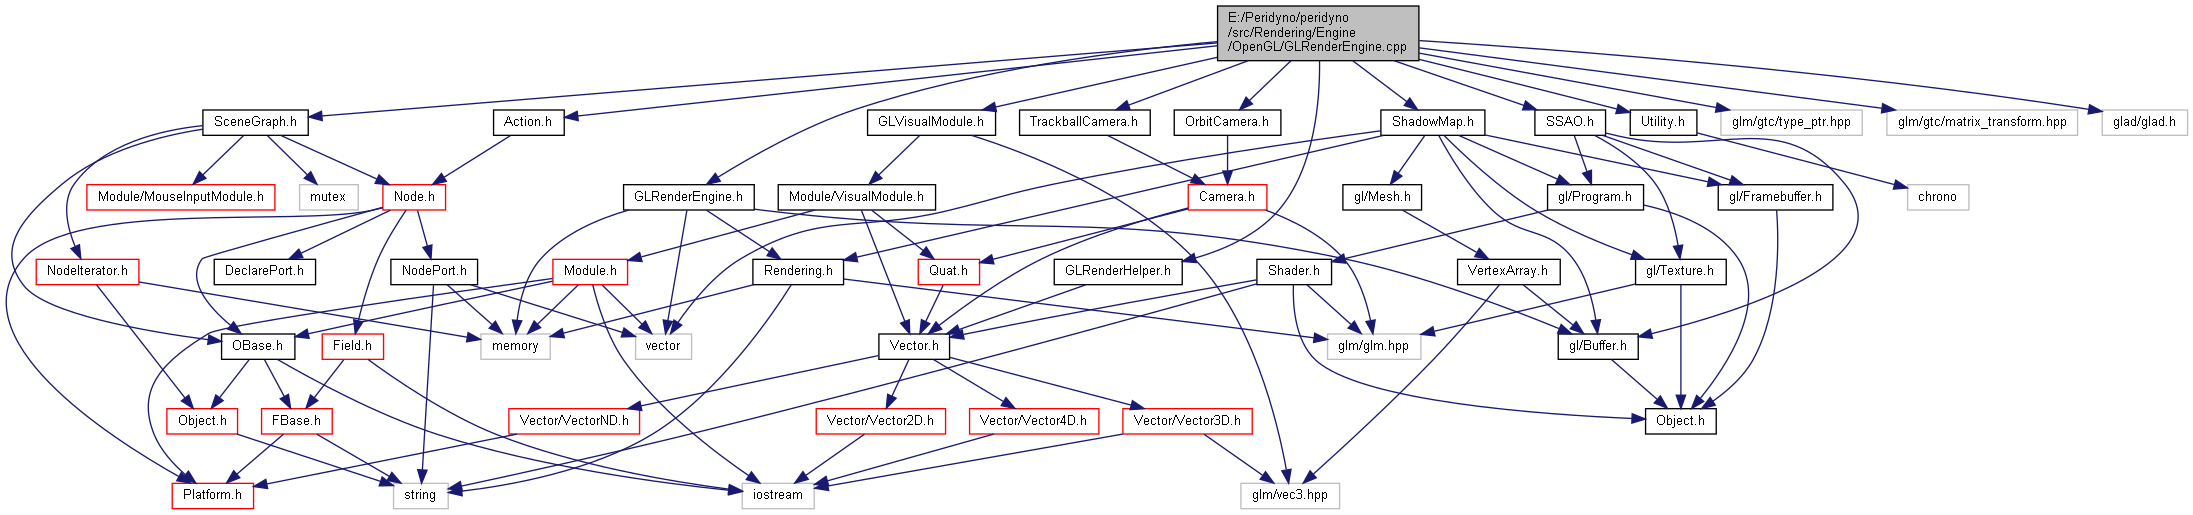 E:/Peridyno/peridyno
/src/Rendering/Engine
/OpenGL/GLRenderEngine.cpp
SceneGraph.h
Action.h
GLVisualModule.h
TrackballCamera.h
OrbitCamera.h
ShadowMap.h
SSAO.h
Utility.h
glm/gtc/type_ptr.hpp
glm/gtc/matrix_transform.hpp
glad/glad.h
Module/MouseInputModule.h
mutex
Node.h
GLRenderEngine.h
Module/VisualModule.h
Camera.h
gl/Mesh.h
gl/Program.h
gl/Framebuffer.h
chrono
NodeIterator.h
DeclarePort.h
NodePort.h
Module.h
Rendering.h
Quat.h
GLRenderHelper.h
Shader.h
VertexArray.h
gl/Texture.h
OBase.h
Field.h
memory
vector
Vector.h
glm/glm.hpp
gl/Buffer.h
Object.h
FBase.h
Vector/VectorND.h
Vector/Vector2D.h
Vector/Vector4D.h
Vector/Vector3D.h
Object.h
Platform.h
string
iostream
glm/vec3.hpp